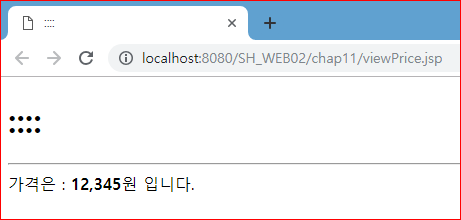 ::::
localhost:8080/SH_WEB02/chap11/viewPrice.jsp
::::
가격은 : 12,345원 입니다.